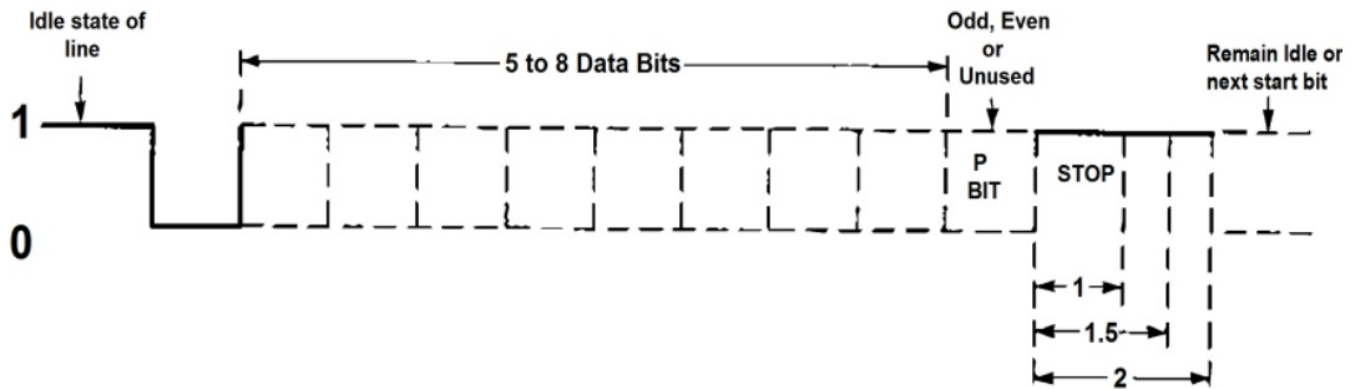 Idle state of
line
5 to 8 Data Bits
Odd, Even
or
Unused
Remain Idle or
next start bit
1
0
P
BIT
STOP
1
1.5
2